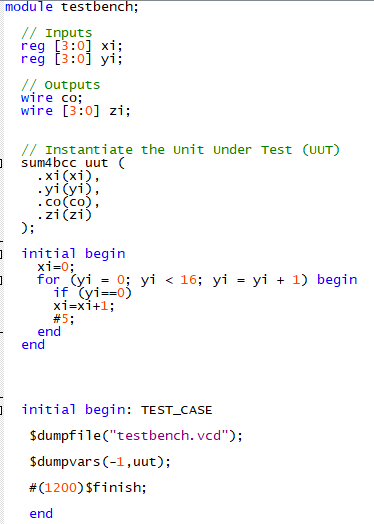 module testbench;
// Inputs
reg [3:0] xi;
reg [3:0] yi;
// Outputs
wire co;
wire [3:0] zi;
// Instantiate the Unit Under Test (UUT)
sum4bcc uut (
.xi(xi),
.yi(yi),
.co(co),
.zi(zi)
);
initial begin
xi=0;
for (yi = 0; yi < 16; yi = yi + 1) begin
if (yi==0)
xi=xi+1;
#5;
end
end
initial begin: TEST_CASE
$dumpfile("testbench.vcd");
$dumpvars(-1,uut);
#(1200)$finish;
end